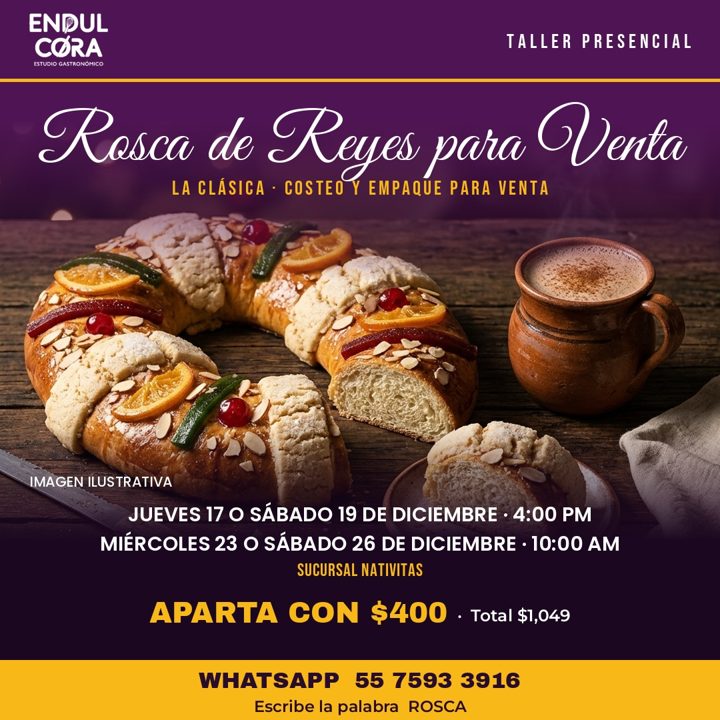 ENDUL
CORA
ESTUDIO GASTRONÓMICO
TALLER PRESENCIAL
Rosca de Reyes para Venta
LA CLÁSICA · COSTEO Y EMPAQUE PARA VENTA
IMAGEN ILUSTRATIVA
JUEVES 17 O SÁBADO 19 DE DICIEMBRE · 4:00 PM
MIÉRCOLES 23 O SÁBADO 26 DE DICIEMBRE · 10:00 AM
SUCURSAL NATIVITAS
APARTA CON $400 · Total $1,049
WHATSAPP 55 7593 3916
Escribe la palabra ROSCA